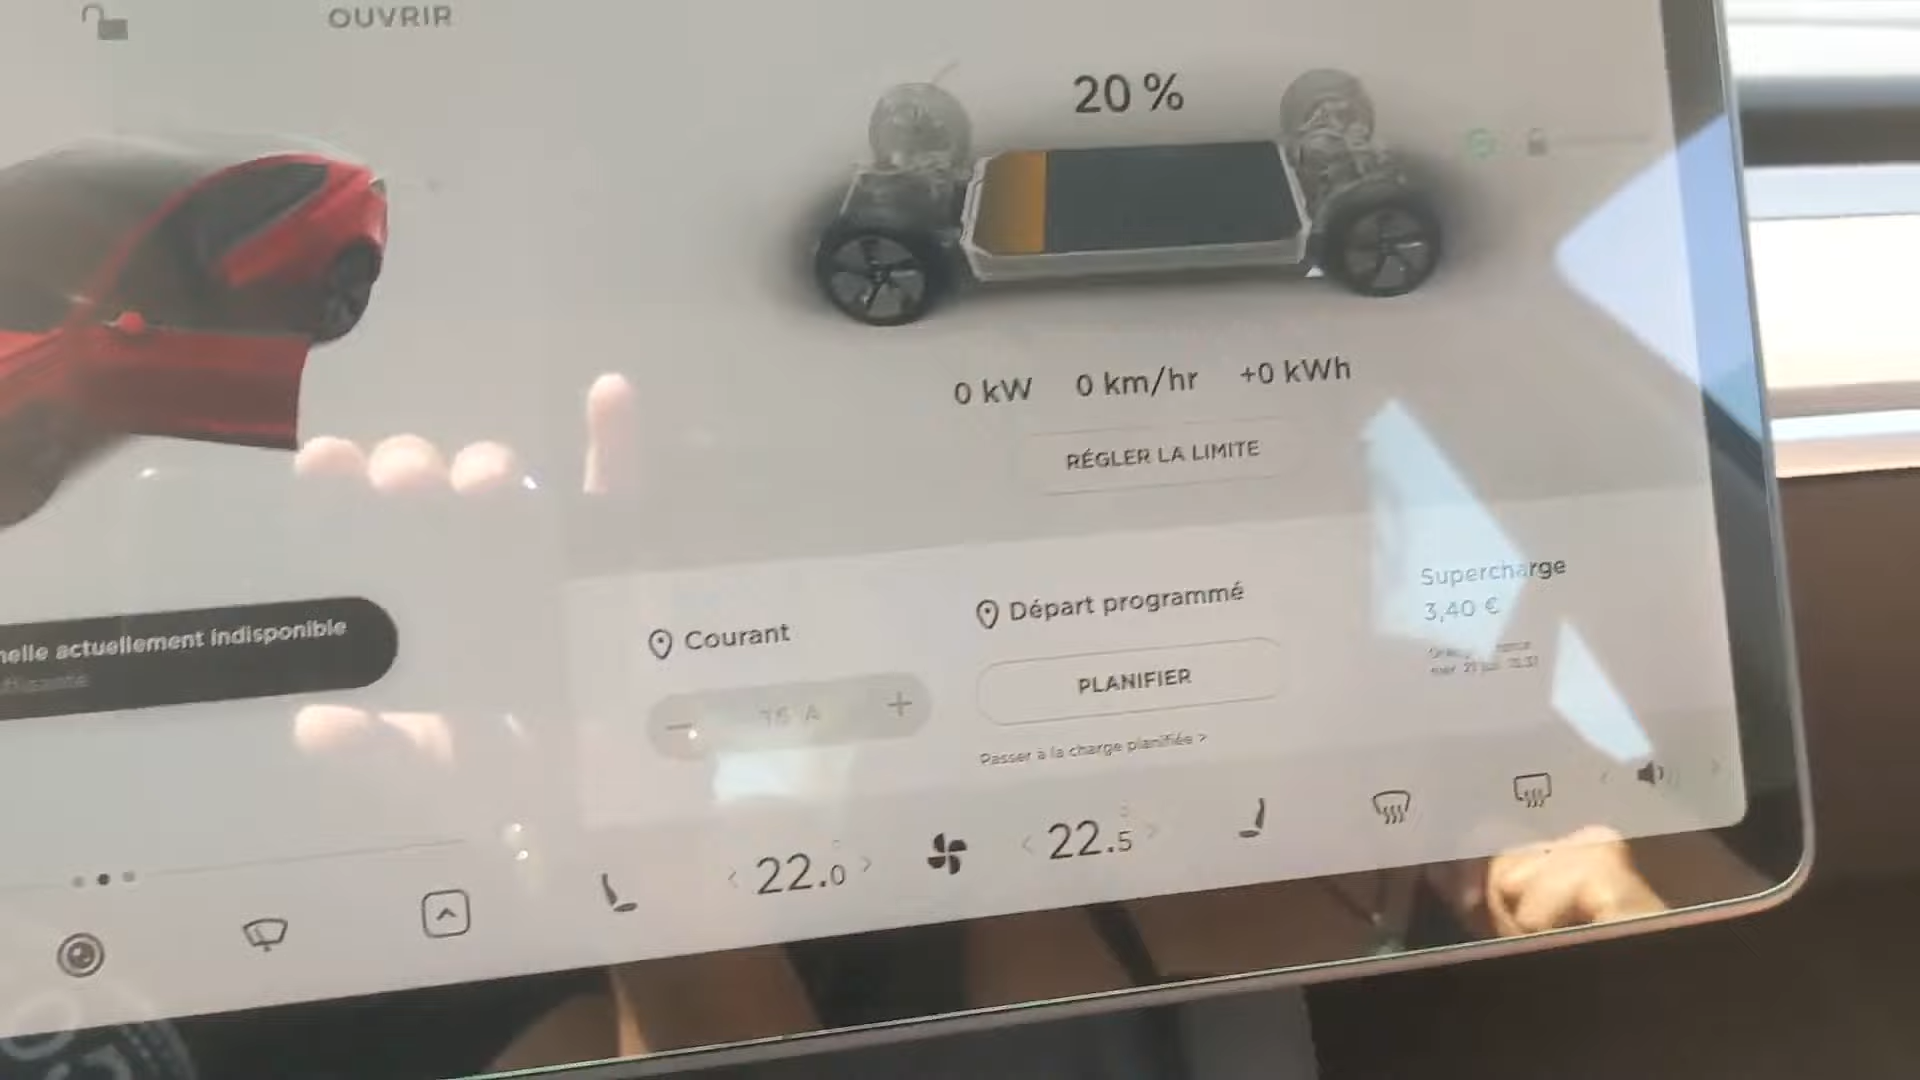 OUVRIR
20 %
0 kW 0 km/hr +0 kWh
RÉGLER LA LIMITE
actuellement indisponible
Courant
16 A
Départ programmé
PLANIFIER
Passer à la charge planifiée >
Supercharge
3,40 €
22.0
22.5